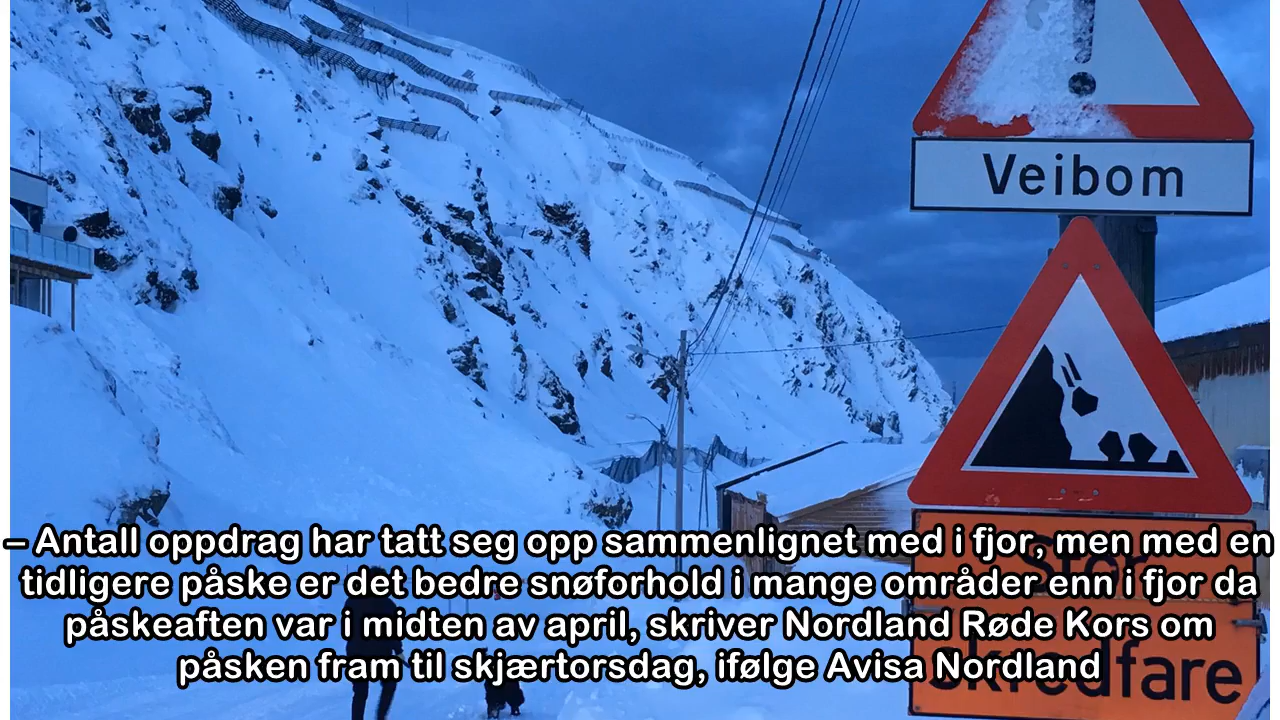 Veibom
Stor
skredfare
– Antall oppdrag har tatt seg opp sammenlignet med i fjor, men med en
tidligere påske er det bedre snøforhold i mange områder enn i fjor da
påskeaften var i midten av april, skriver Nordland Røde Kors om
påsken fram til skjærtorsdag, ifølge Avisa Nordland